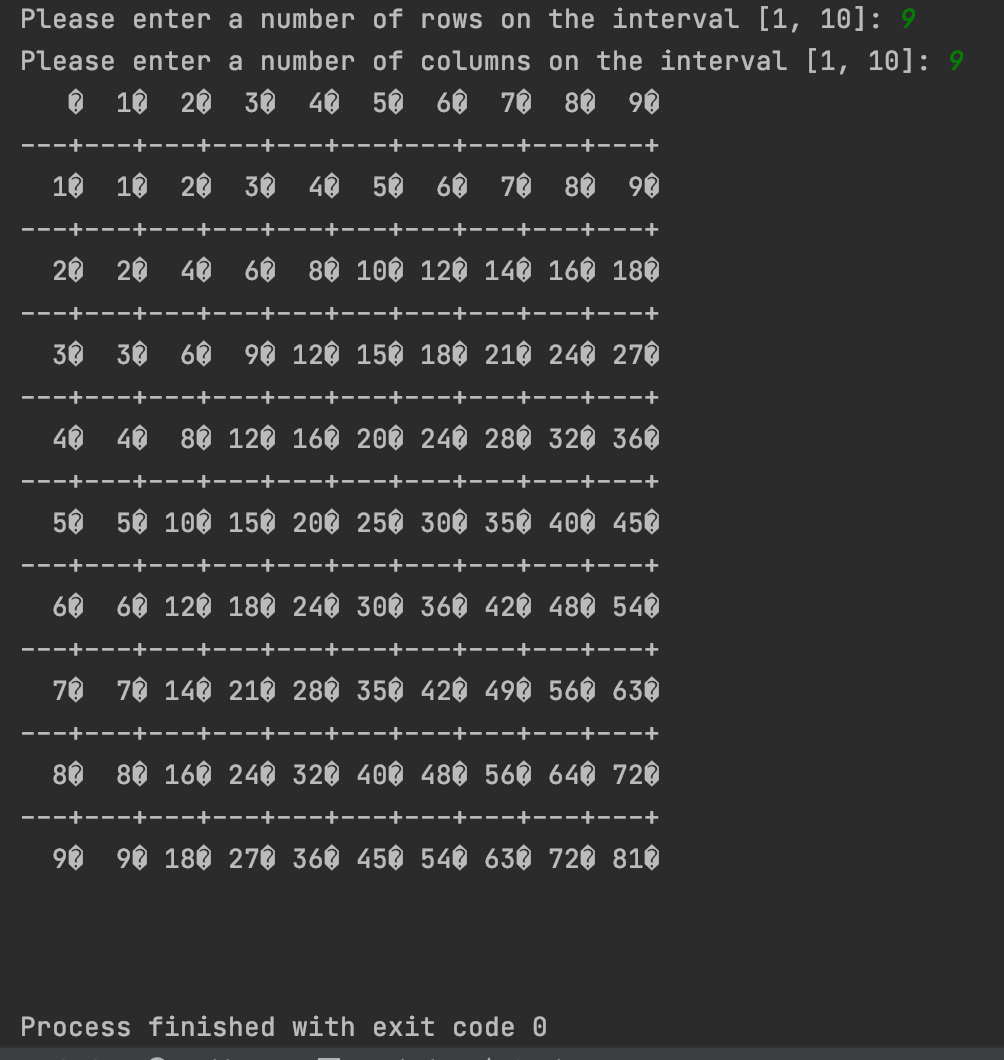 Please enter a number of rows on the interval [1, 10]: 9
Please enter a number of columns on the interval [1, 10]: 9
   �  1�  2�  3�  4�  5�  6�  7�  8�  9�
---+---+---+---+---+---+---+---+---+---+
  1�  1�  2�  3�  4�  5�  6�  7�  8�  9�
---+---+---+---+---+---+---+---+---+---+
  2�  2�  4�  6�  8� 10� 12� 14� 16� 18�
---+---+---+---+---+---+---+---+---+---+
  3�  3�  6�  9� 12� 15� 18� 21� 24� 27�
---+---+---+---+---+---+---+---+---+---+
  4�  4�  8� 12� 16� 20� 24� 28� 32� 36�
---+---+---+---+---+---+---+---+---+---+
  5�  5� 10� 15� 20� 25� 30� 35� 40� 45�
---+---+---+---+---+---+---+---+---+---+
  6�  6� 12� 18� 24� 30� 36� 42� 48� 54�
---+---+---+---+---+---+---+---+---+---+
  7�  7� 14� 21� 28� 35� 42� 49� 56� 63�
---+---+---+---+---+---+---+---+---+---+
  8�  8� 16� 24� 32� 40� 48� 56� 64� 72�
---+---+---+---+---+---+---+---+---+---+
  9�  9� 18� 27� 36� 45� 54� 63� 72� 81�
Process finished with exit code 0